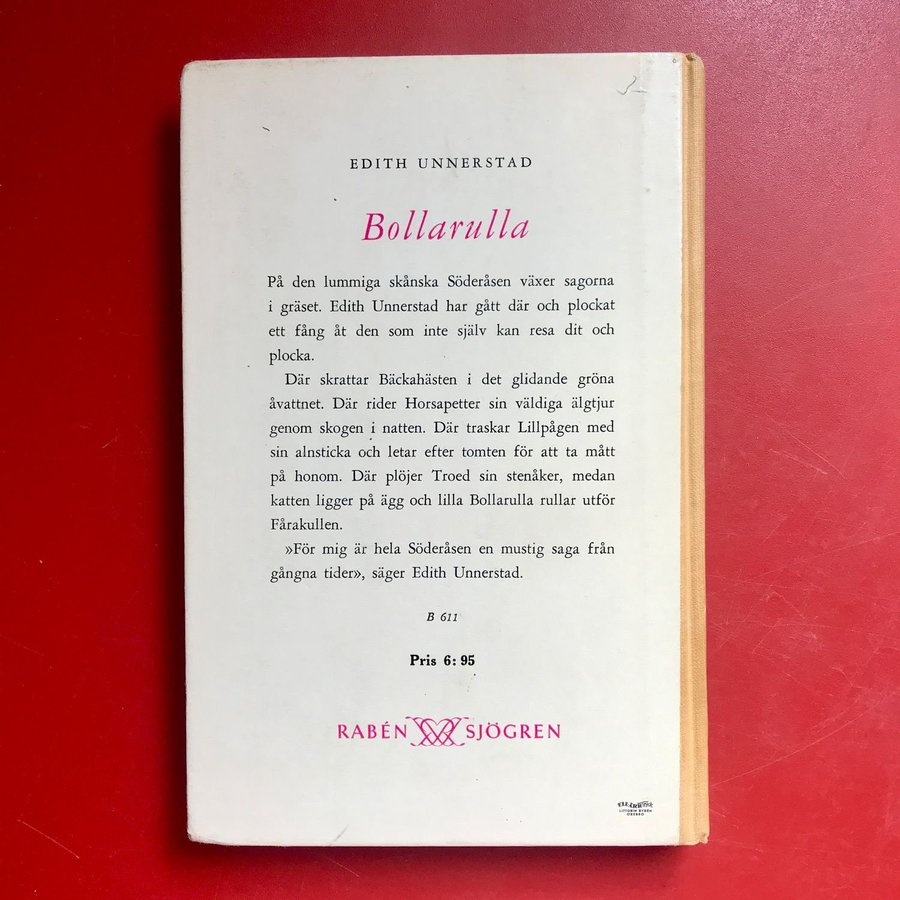 EDITH UNNERSTAD
Bollarulla
På den lummiga skånska Söderåsen växer sagorna
i gräset. Edith Unnerstad har gått där och plockat
ett fång åt den som inte själv kan resa dit och
plocka.
Där skrattar Bäckahästen i det glidande gröna
åvattnet. Där rider Horsapetter sin väldiga älgtjur
genom skogen i natten. Där traskar Lillpågen med
sin alnsticka och letar efter tomten för att ta mått
på honom. Där plöjer Troed sin stenåker, medan
katten ligger på ägg och lilla Bollarulla rullar utför
Fårakullen.
»För mig är hela Söderåsen en mustig saga från
gångna tider», säger Edith Unnerstad.
B 611
Pris 6: 95
RABÉN SJÖGREN
ÖREBRO